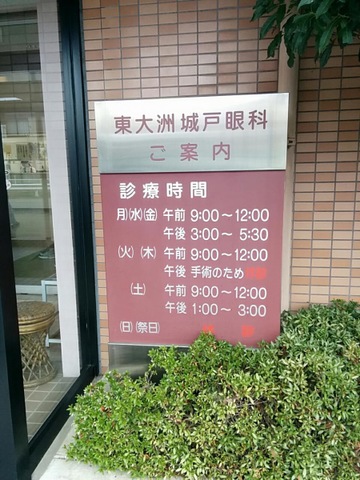 東大洲城戸眼科
ご案内
診療時間
月(水)(金) 午前 9:00～12:00
午後 3:00～5:30
(火)(木) 午前 9:00～12:00
午後 手術のため
(土) 午前 9:00～12:00
午後 1:00～3:00
(日)(祭日)